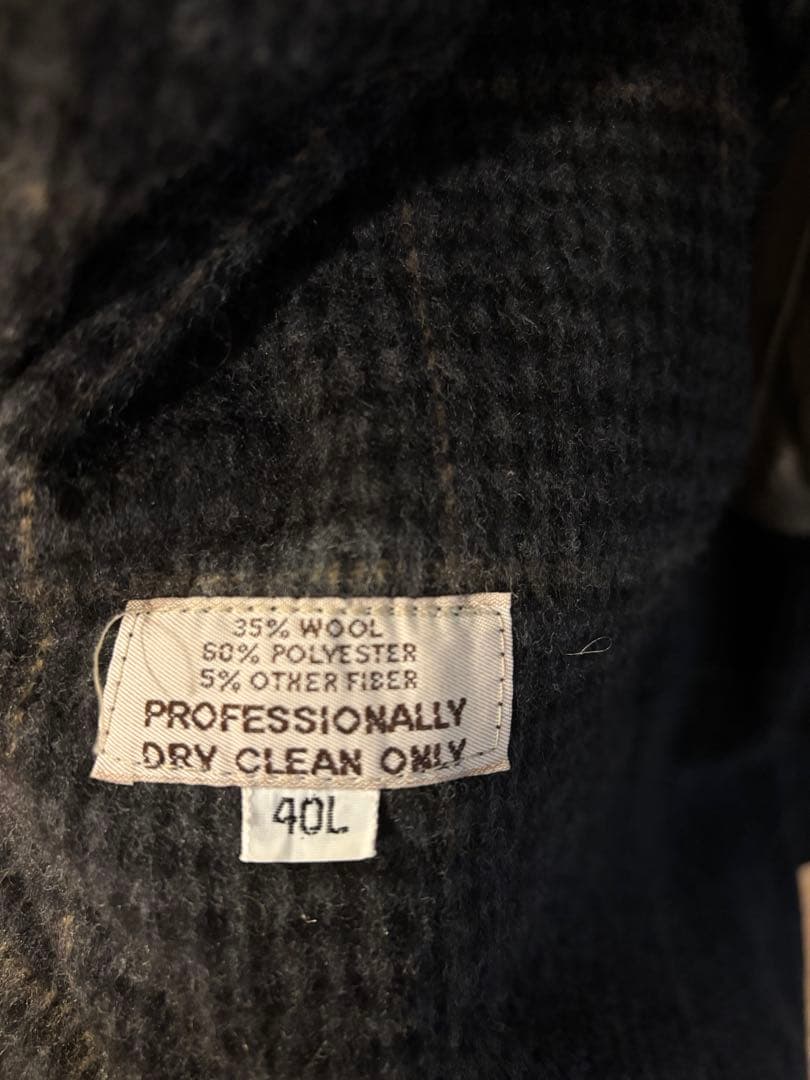 35% WOOL
60% POLYESTER
5% OTHER FIBER
PROFESSIONALLY
DRY CLEAN ONLY
40L